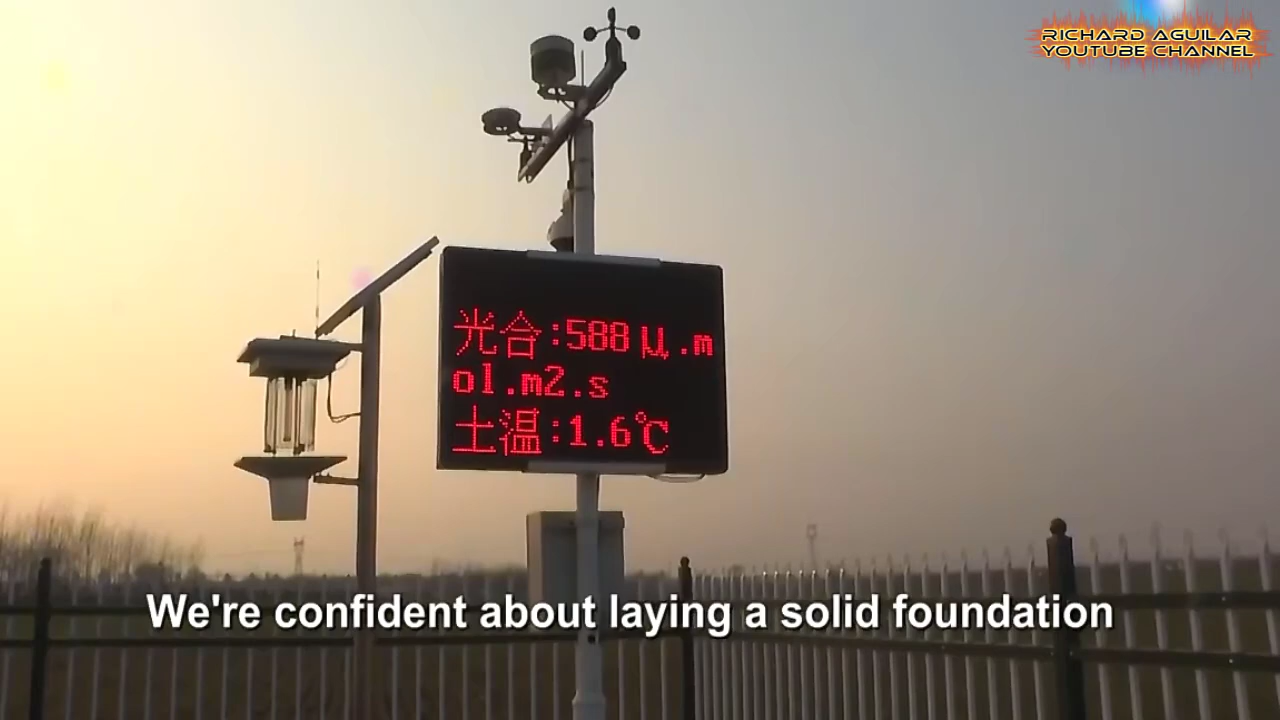 RICHARD AGUILAR
YOUTUBE CHANNEL
光合:588μ.m
ol.m2.s
土温:1.6℃
We're confident about laying a solid foundation